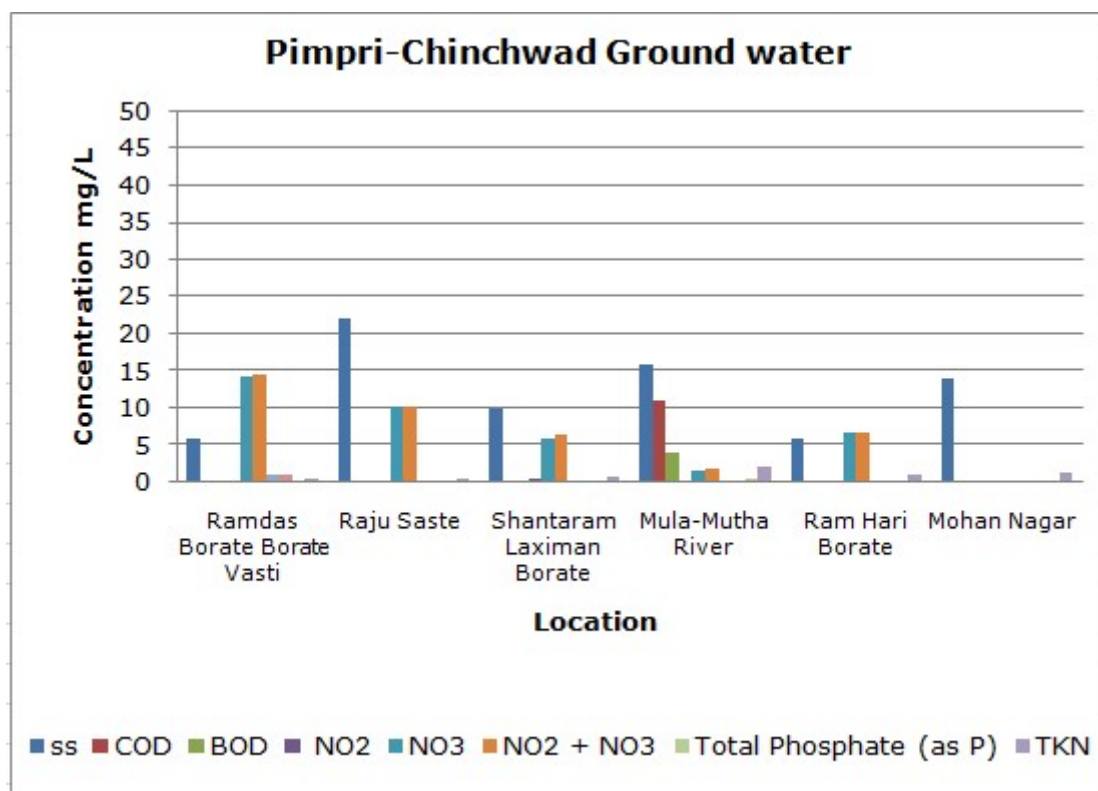 Pimpri-Chinchwad Ground water
Concentration mg/L
50
45
40
35
30
25
20
15
10
5
0
Ramdas
Borate Borate
Vasti
Raju Saste
Shantaram
Laximan
Borate
Mula-Mutha
River
Ram Hari
Borate
Mohan Nagar
Location
ss COD BOD NO2 NO3 NO2 + NO3 Total Phosphate (as P) TKN